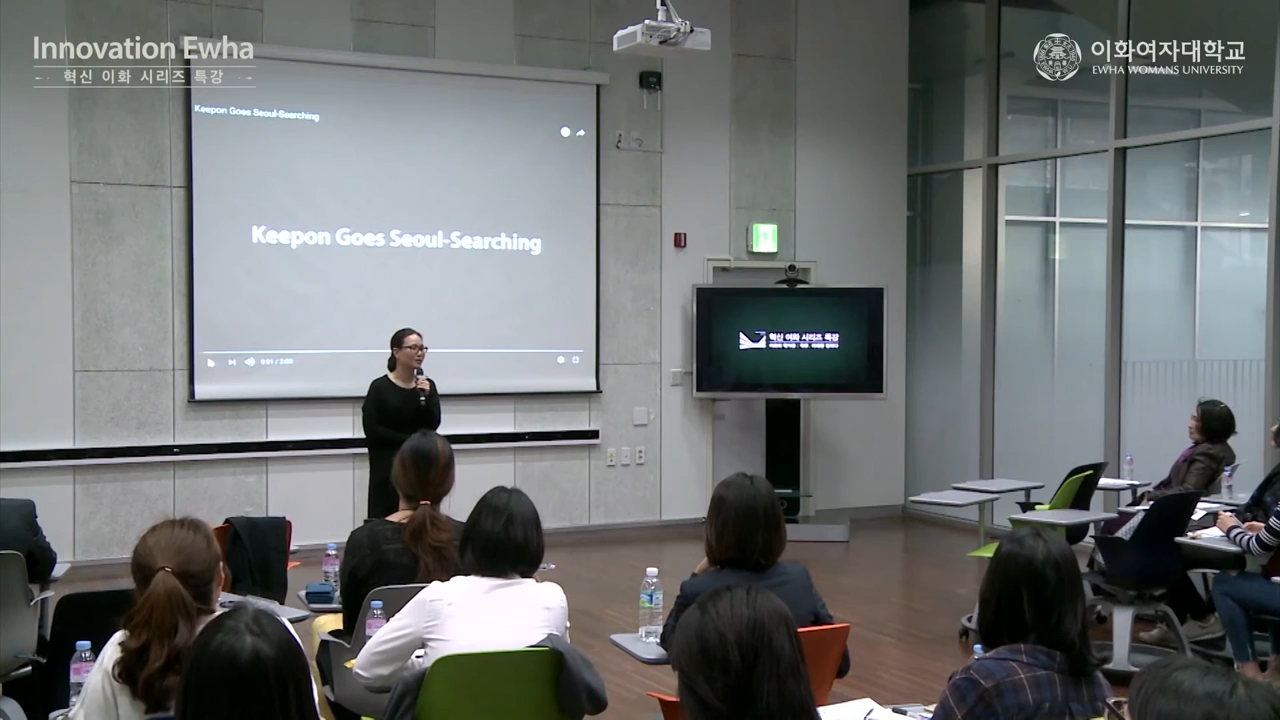 Innovation Ewha
혁신 이화 시리즈 특강
이화여자대학교
EWHA WOMANS UNIVERSITY
Keepon Goes Seoul-Searching
Keepon Goes Seoul-Searching
혁신 이화 시리즈 특강